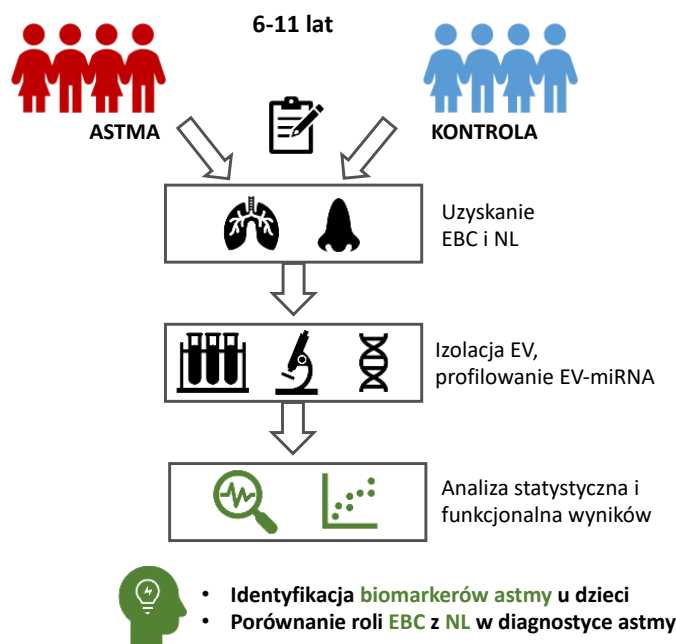 6-11 lat
ASTMA
KONTROLA
Uzyskanie
EBC i NL
Izolacja EV,
profilowanie EV-miRNA
Analiza statystyczna i
funkcjonalna wyników
• Identyfikacja biomarkerów astmy u dzieci
• Porównanie roli EBC z NL w diagnostyce astmy